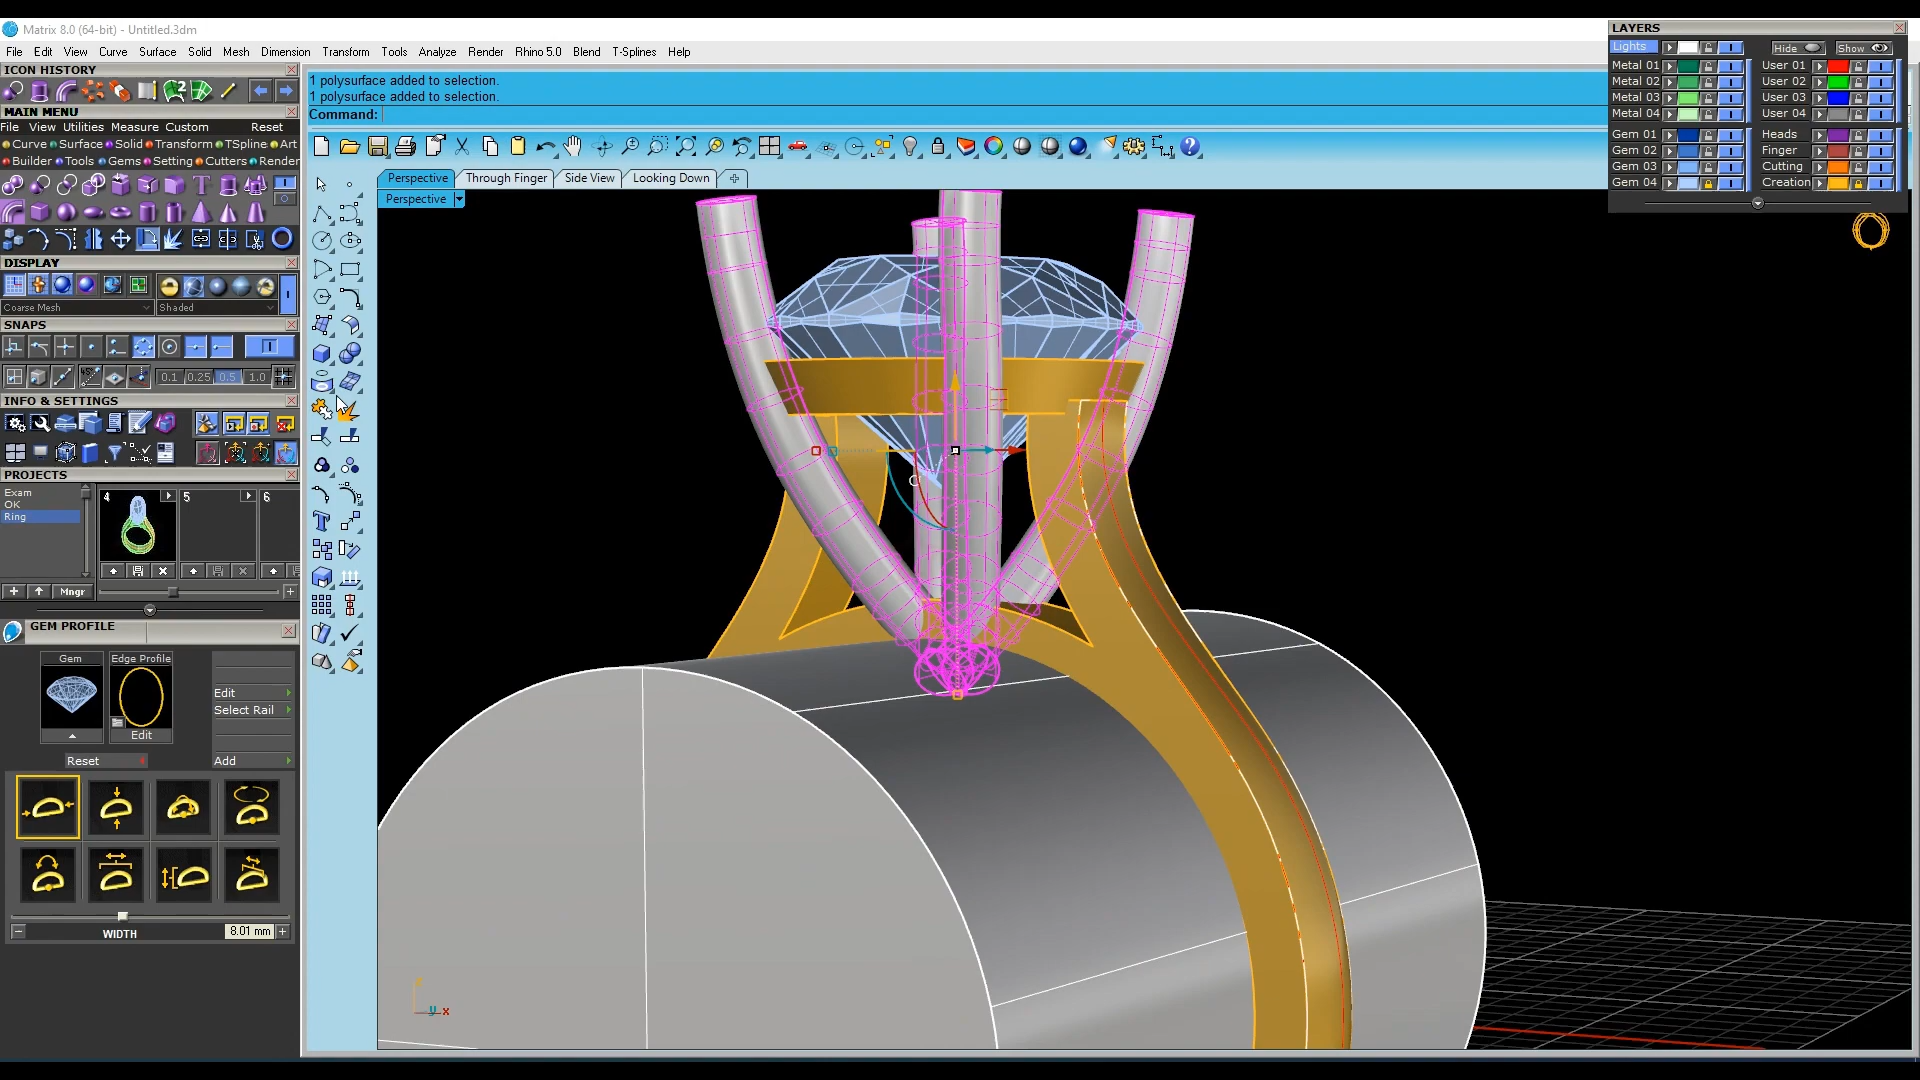 Matrix 8.0 (64-bit) - Untitled.3dm
File Edit View Curve Surface Solid Mesh Dimension Transform Tools Analyze Render Rhino 5.0 Blend T-Splines Help
ICON HISTORY
MAIN MENU
File View Utilities Measure Custom Reset
Curve Surface Solid Transform TSpline Art
Builder Tools Gems Setting Cutters Render
DISPLAY
Coarse Mesh Shaded
SNAPS
0.1 0.25 0.5 1.0
INFO & SETTINGS
PROJECTS
Exam
OK
Ring
4 5 6
Mngr
GEM PROFILE
Gem Edge Profile
Edit
Select Rail
Edit
Reset
Add
WIDTH 8.01 mm
1 polysurface added to selection.
1 polysurface added to selection.
Command:
Perspective Through Finger Side View Looking Down
Perspective
y x
LAYERS
Lights Hide Show
Metal 01 User 01
Metal 02 User 02
Metal 03 User 03
Metal 04 User 04
Gem 01 Heads
Gem 02 Finger
Gem 03 Cutting
Gem 04 Creation